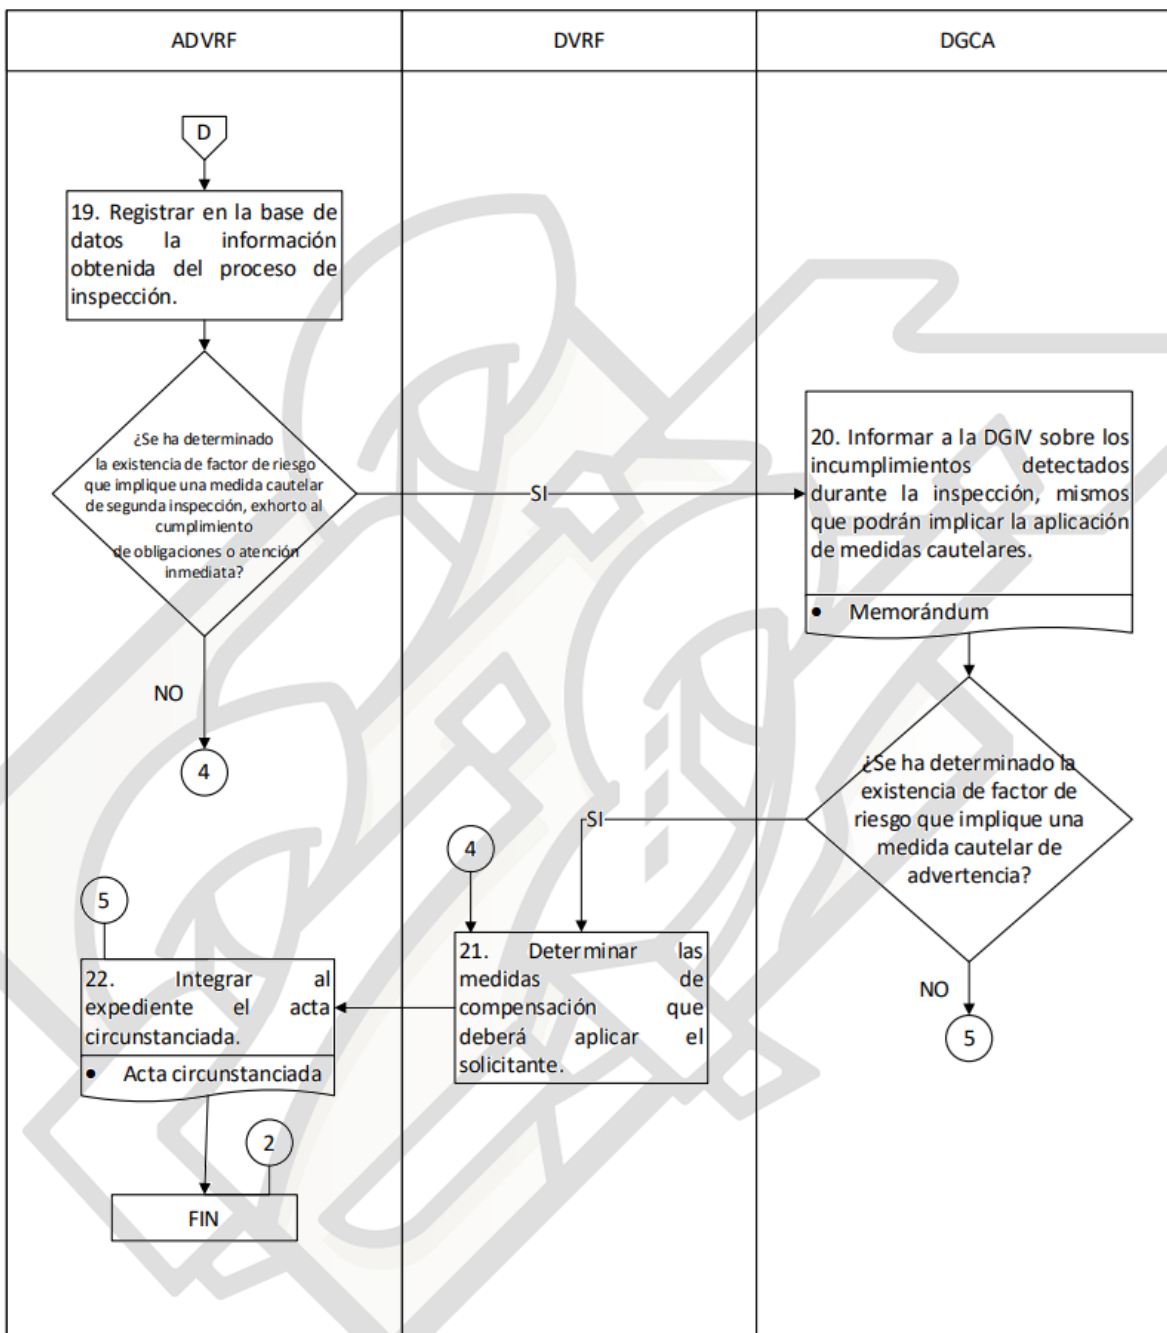 ADVRF
DVRF
DGCA
D
19. Registrar en la base de
datos la información
obtenida del proceso de
inspección.
¿Se ha determinado
la existencia de factor de riesgo
que implique una medida cautelar
de segunda inspección, exhorto al
cumplimiento
de obligaciones o atención
inmediata?
SI
20. Informar a la DGIV sobre los
incumplimientos detectados
durante la inspección, mismos
que podrán implicar la aplicación
de medidas cautelares.
• Memorándum
NO
4
¿Se ha determinado la
existencia de factor de
riesgo que implique una
medida cautelar de
advertencia?
SI
4
5
21. Determinar las
medidas de
compensación que
deberá aplicar el
solicitante.
22. Integrar al
expediente el acta
circunstanciada.
• Acta circunstanciada
NO
5
2
FIN